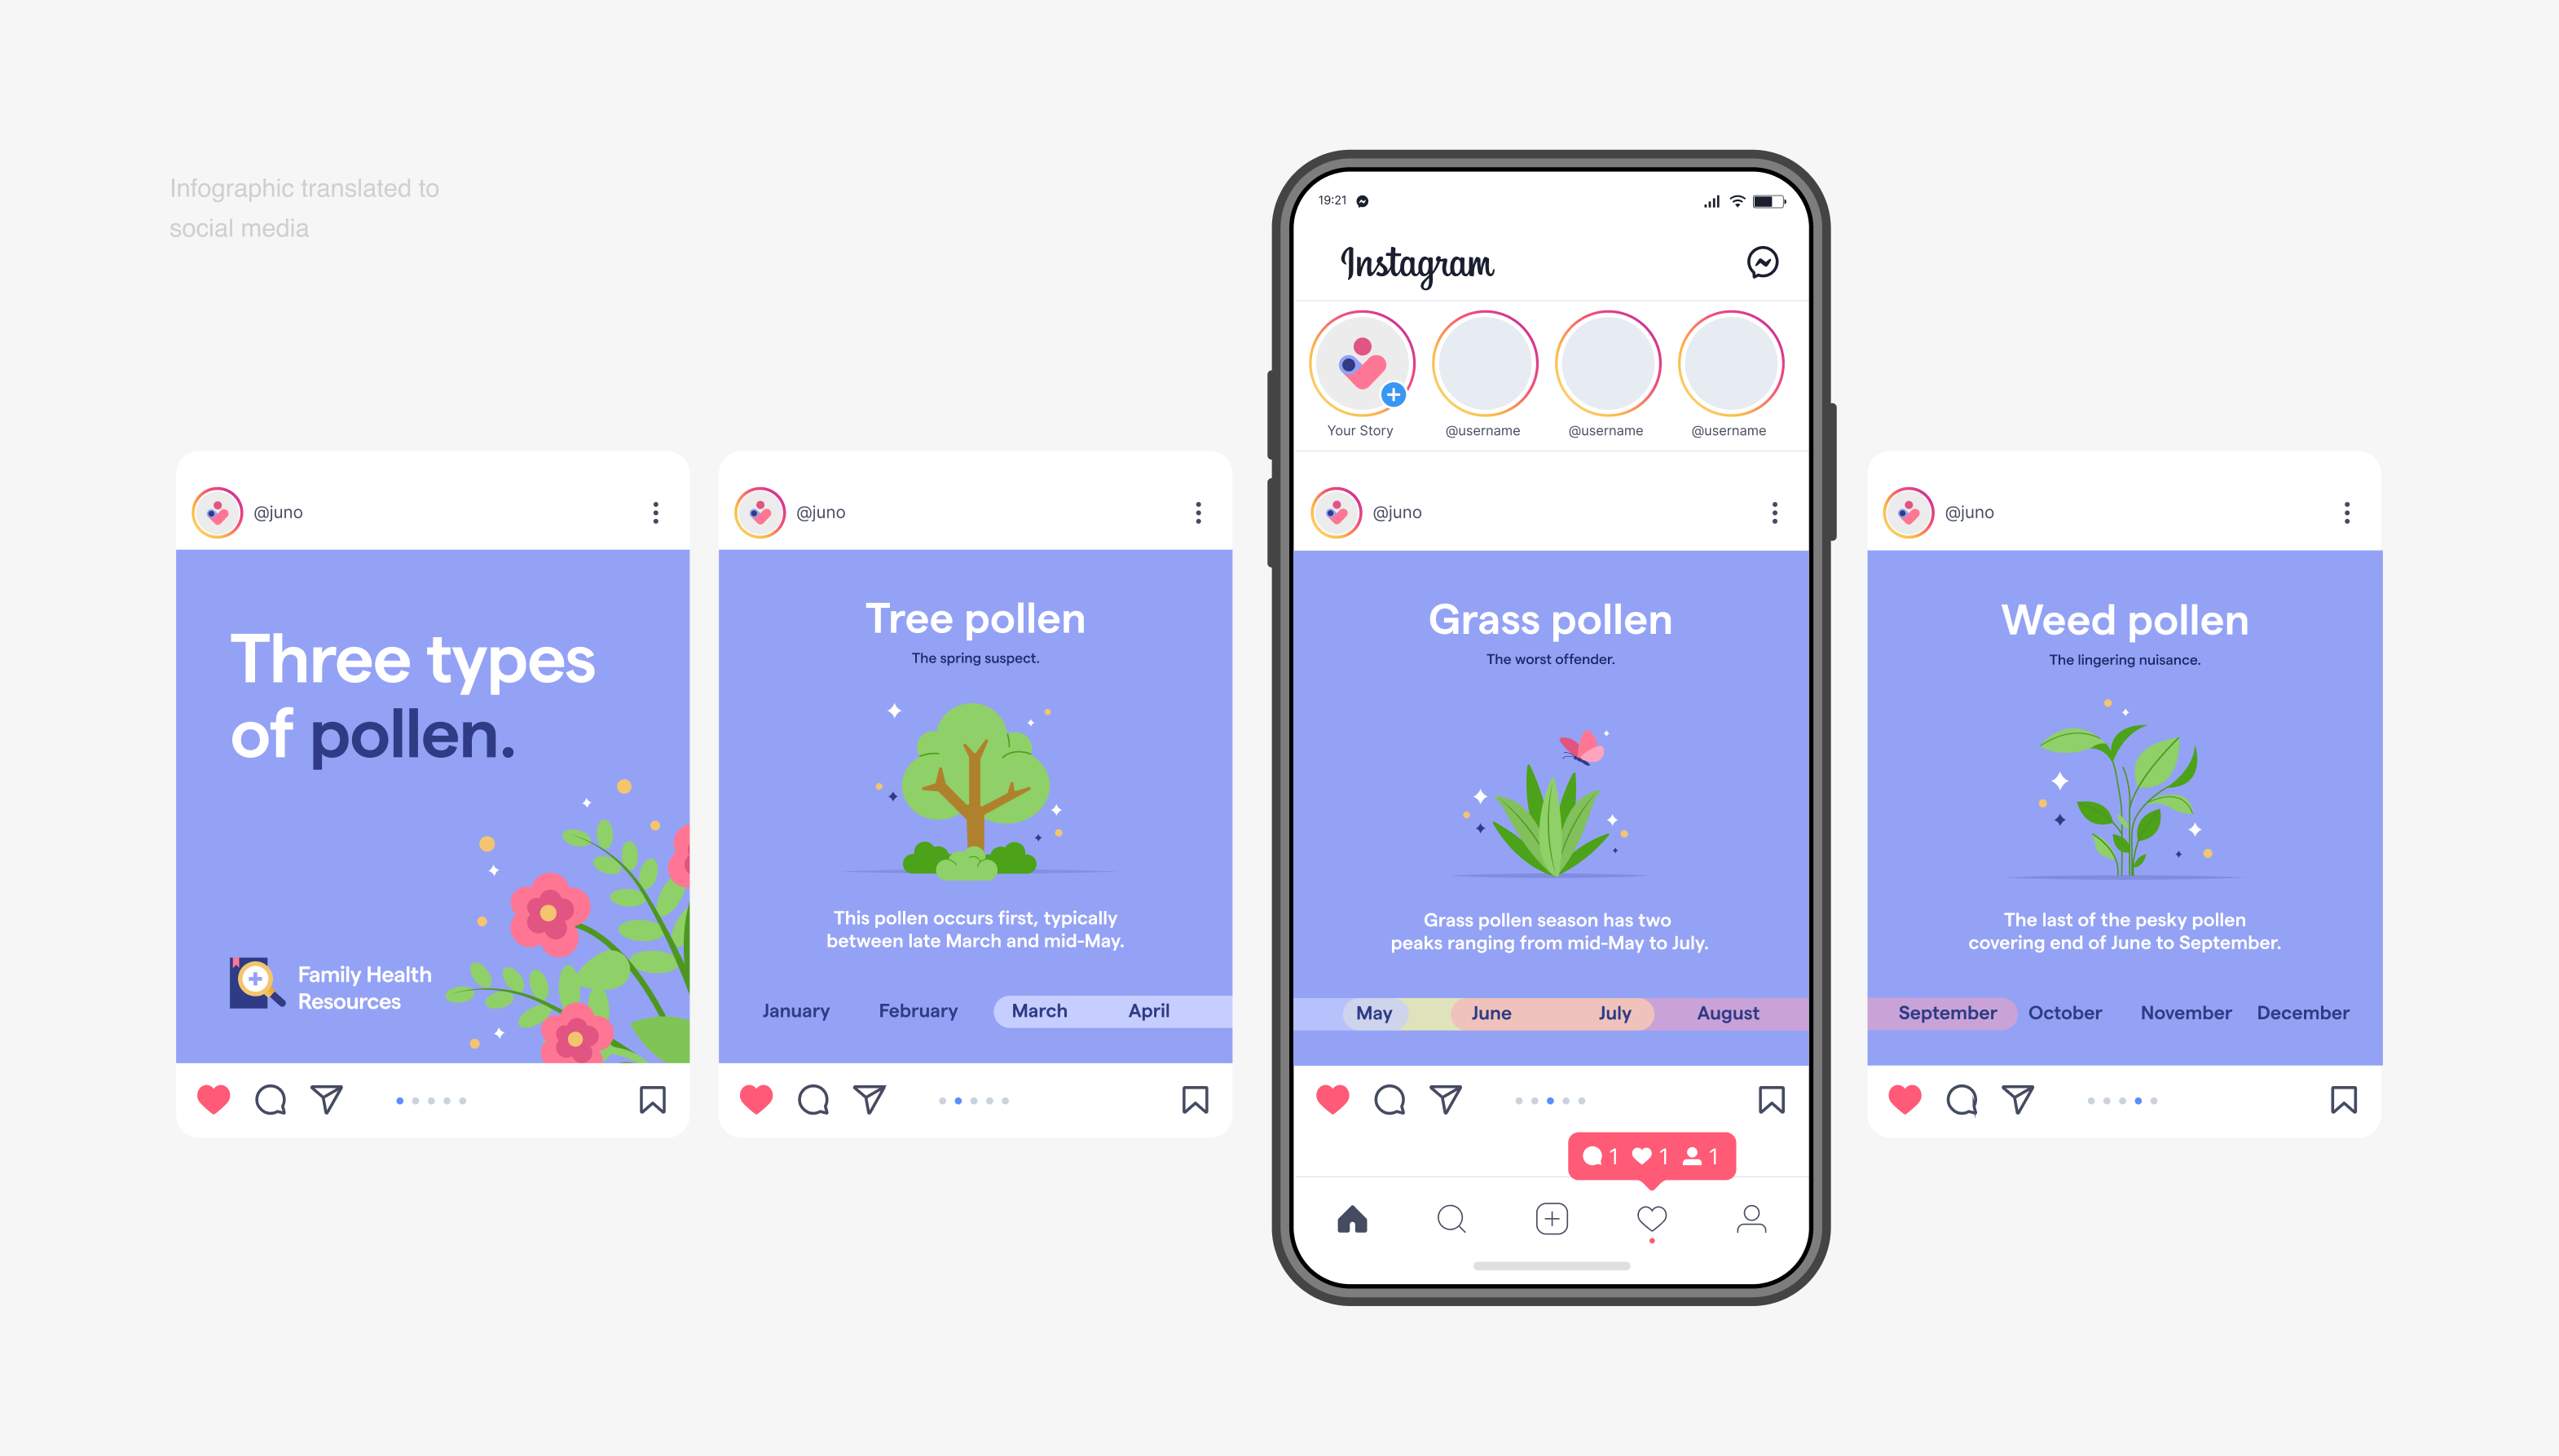 Infographic translated to
social media
@juno
Three types
of pollen.
Family Health
Resources
@juno
Tree pollen
The spring suspect.
This pollen occurs first, typically
between late March and mid-May.
January February March April
19:21
Instagram
Your Story @username @username @username
@juno
Grass pollen
The worst offender.
Grass pollen season has two
peaks ranging from mid-May to July.
May June July August
1 1 1
@juno
Weed pollen
The lingering nuisance.
The last of the pesky pollen
covering end of June to September.
September October November December